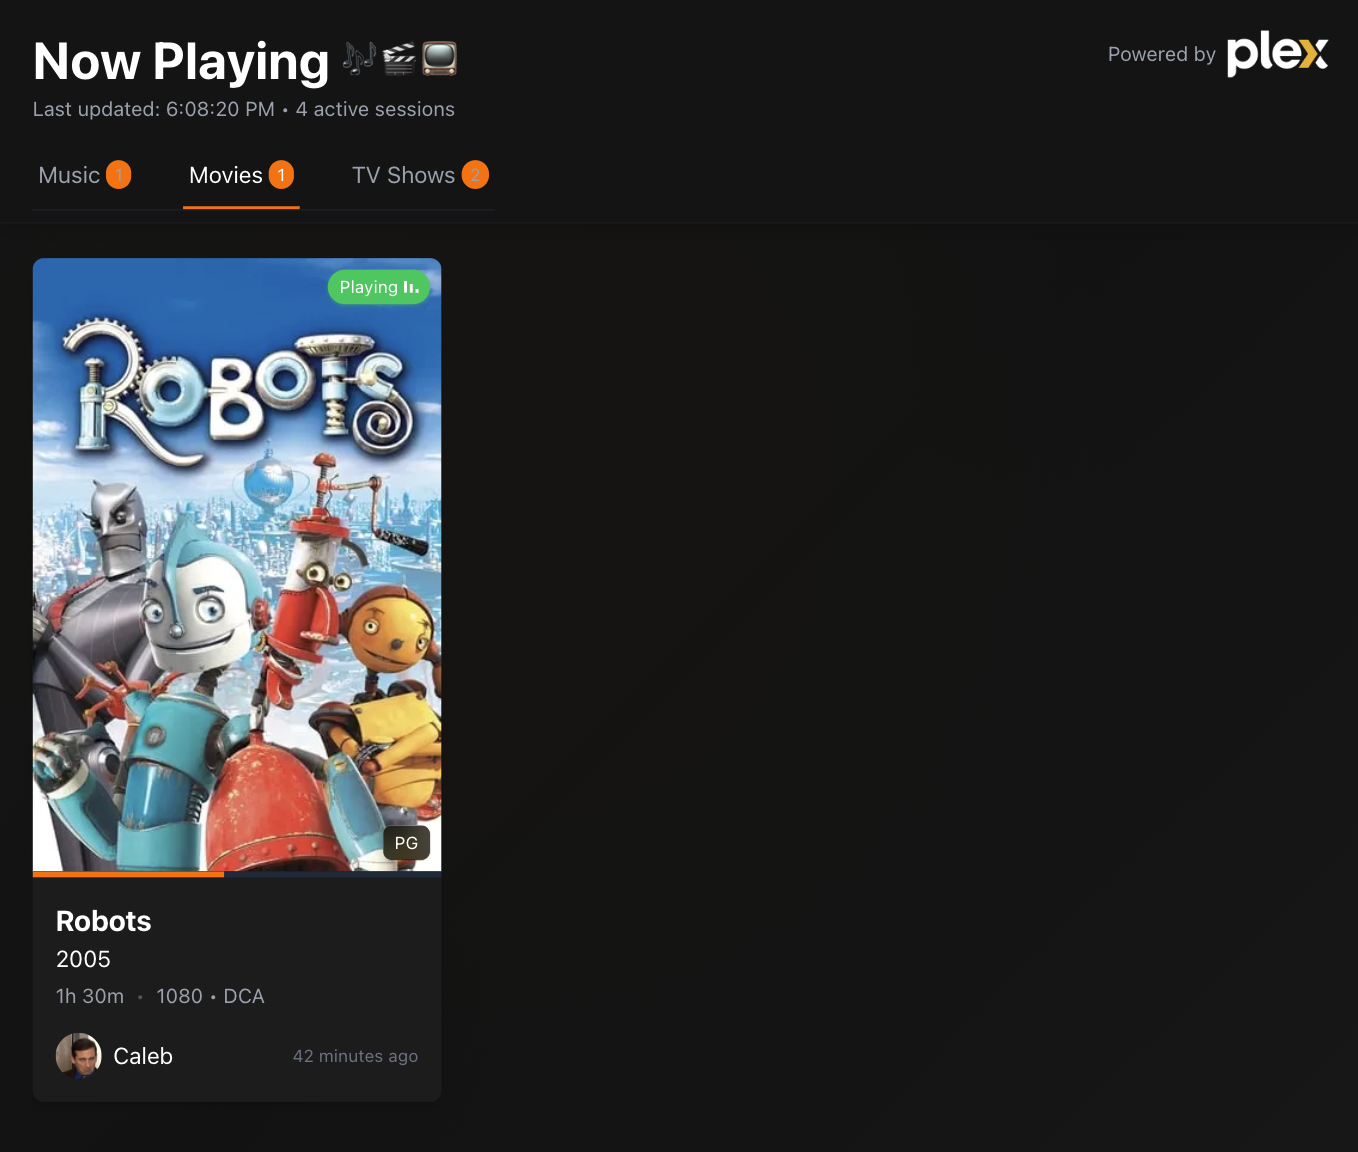 Now Playing 🎶🎬📺
Powered by plex
Last updated: 6:08:20 PM • 4 active sessions
Music 1
Movies 1
TV Shows 2
Playing
ROBOTS
PG
Robots
2005
1h 30m • 1080 • DCA
Caleb
42 minutes ago